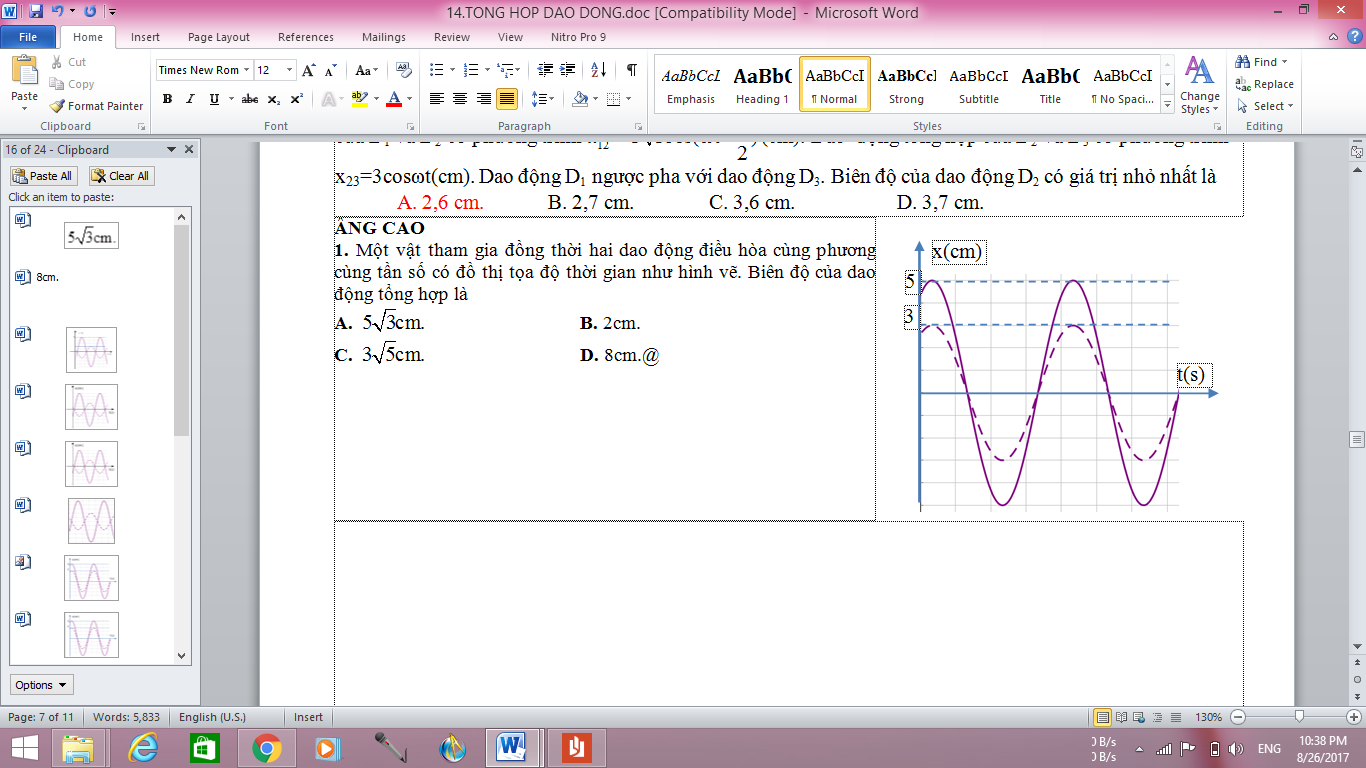 14.TONG HOP DAO DONG.doc [Compatibility Mode] - Microsoft Word
File Home Insert Page Layout References Mailings Review View Nitro Pro 9
Paste
Cut
Copy
Format Painter
Clipboard
Times New Rom 12
Font
Paragraph
AaBbCcI AaBbC AaBbCcI AaBbCcI AaBbCcI AaBbC AaBbCcI
Emphasis Heading 1 ¶ Normal Strong Subtitle Title ¶ No Spaci...
Styles
Change Styles
Find
Replace
Select
Editing
16 of 24 - Clipboard
Paste All Clear All
Click an item to paste:
5√3cm.
8cm.
Options
x₂₃=3cosωt(cm). Dao động D₁ ngược pha với dao động D₃. Biên độ của dao động D₂ có giá trị nhỏ nhất là
A. 2,6 cm. B. 2,7 cm. C. 3,6 cm. D. 3,7 cm.
ÂNG CAO
1. Một vật tham gia đồng thời hai dao động điều hòa cùng phương
cùng tần số có đồ thị tọa độ thời gian như hình vẽ. Biên độ của dao
động tổng hợp là
A. 5√3cm. B. 2cm.
C. 3√5cm. D. 8cm.@
x(cm)
5
3
t(s)
Page: 7 of 11 Words: 5,833 English (U.S.) Insert 130%
0 B/s
0 B/s
ENG
10:38 PM
8/26/2017